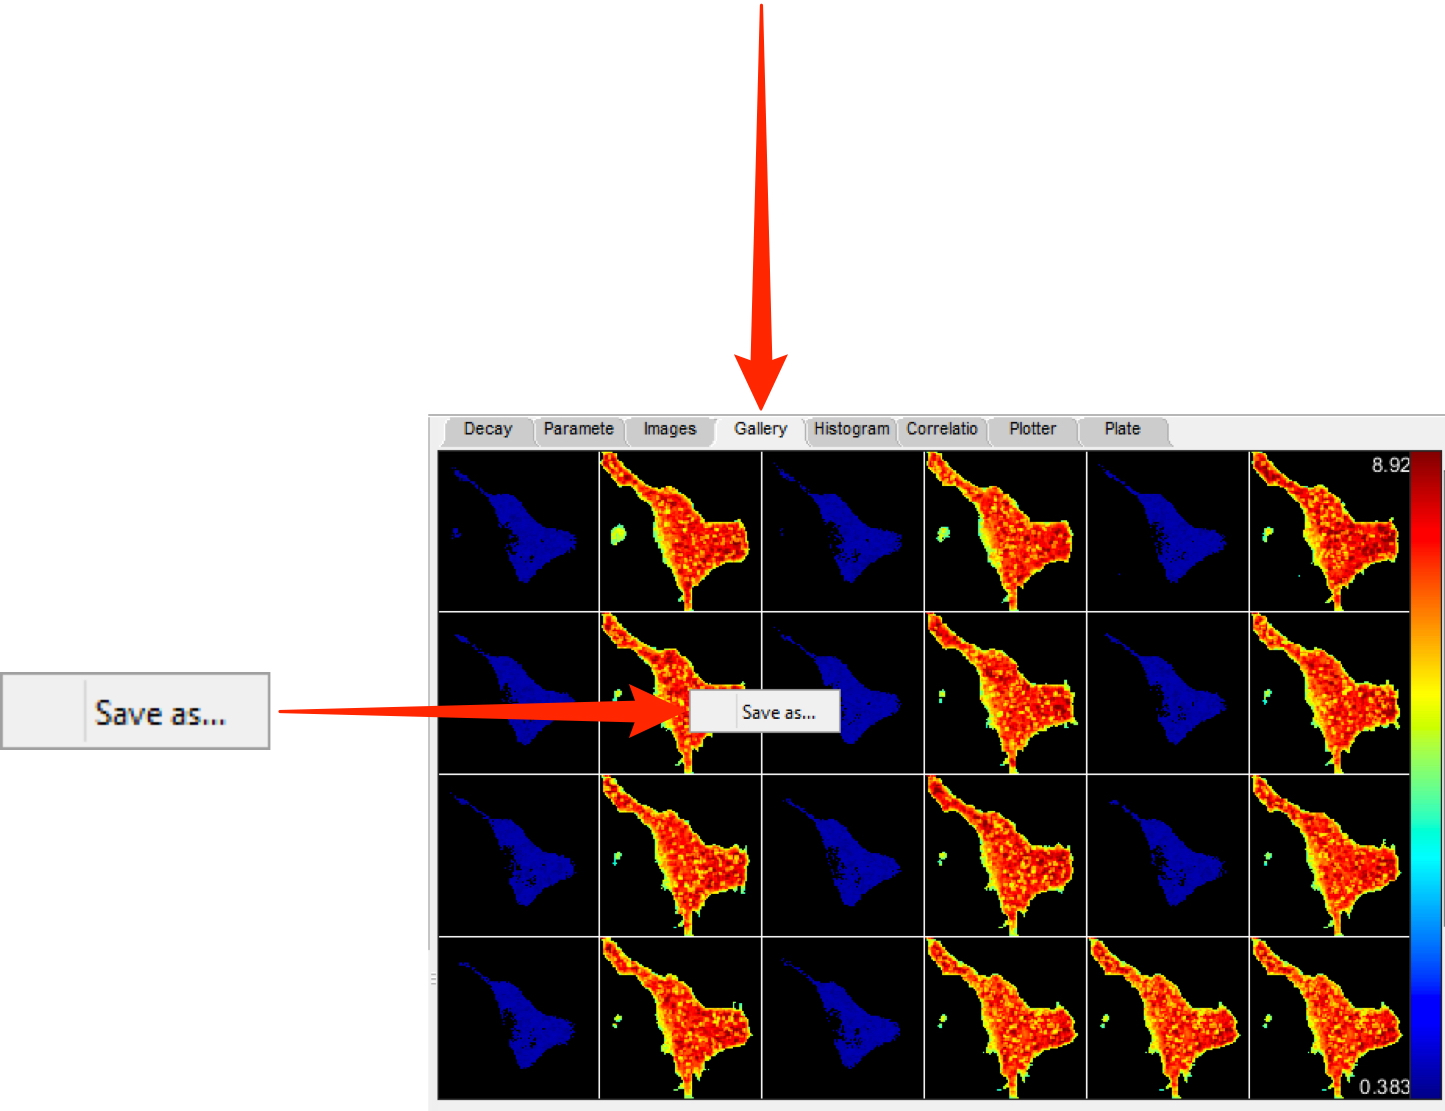 Decay Paramete Images Gallery Histogram Correlatio Plotter Plate
8.92
Save as...
Save as...
0.383